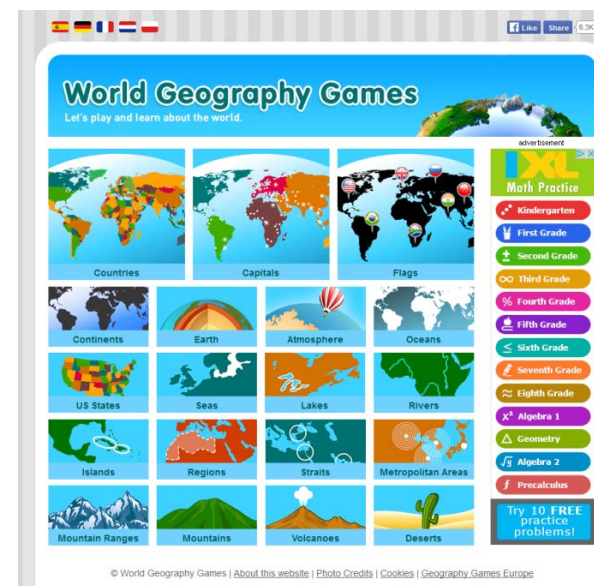 Like Share 6.3K
World Geography Games
Let's play and learn about the world.
advertisement
IXL
Math Practice
Countries Capitals Flags
Continents Earth Atmosphere Oceans
US States Seas Lakes Rivers
Islands Regions Straits Metropolitan Areas
Mountain Ranges Mountains Volcanoes Deserts
Kindergarten
First Grade
Second Grade
Third Grade
% Fourth Grade
Fifth Grade
≤ Sixth Grade
Seventh Grade
≈ Eighth Grade
x² Algebra 1
Geometry
√y Algebra 2
f Precalculus
Try 10 FREE
practice
problems!
© World Geography Games | About this website | Photo Credits | Cookies | Geography Games Europe